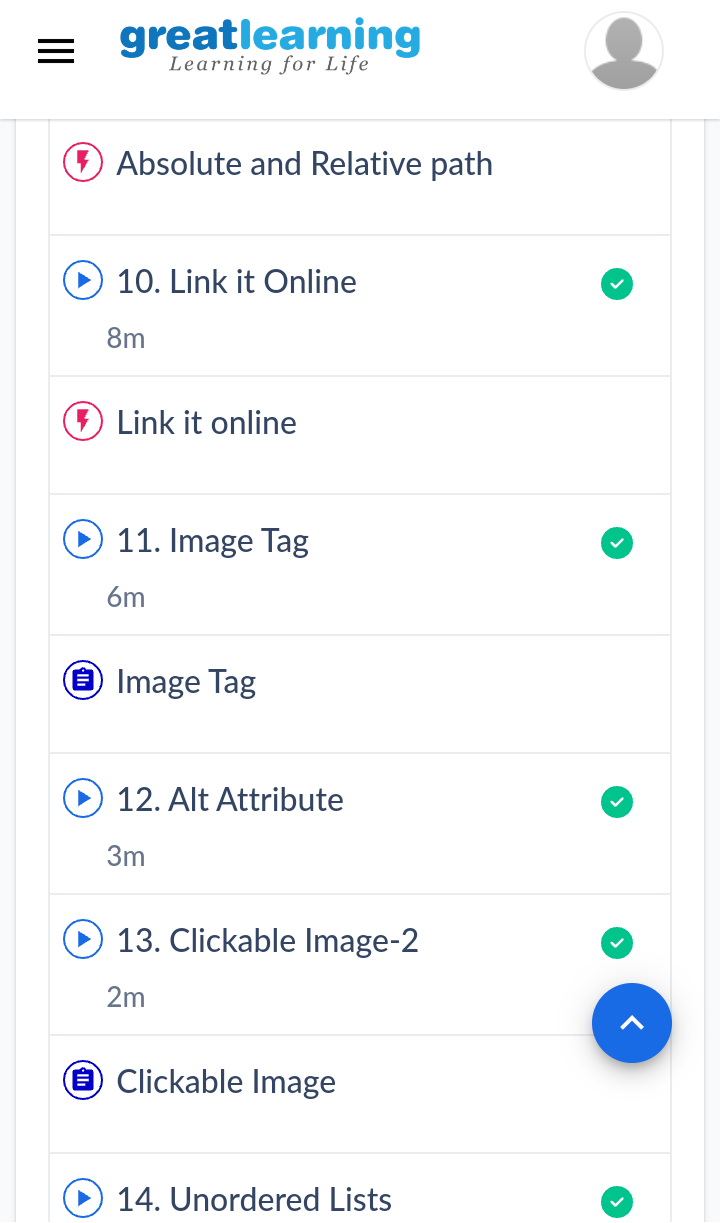 greatlearning
Learning for Life
Absolute and Relative path
10. Link it Online
8m
Link it online
11. Image Tag
6m
Image Tag
12. Alt Attribute
3m
13. Clickable Image-2
2m
Clickable Image
14. Unordered Lists